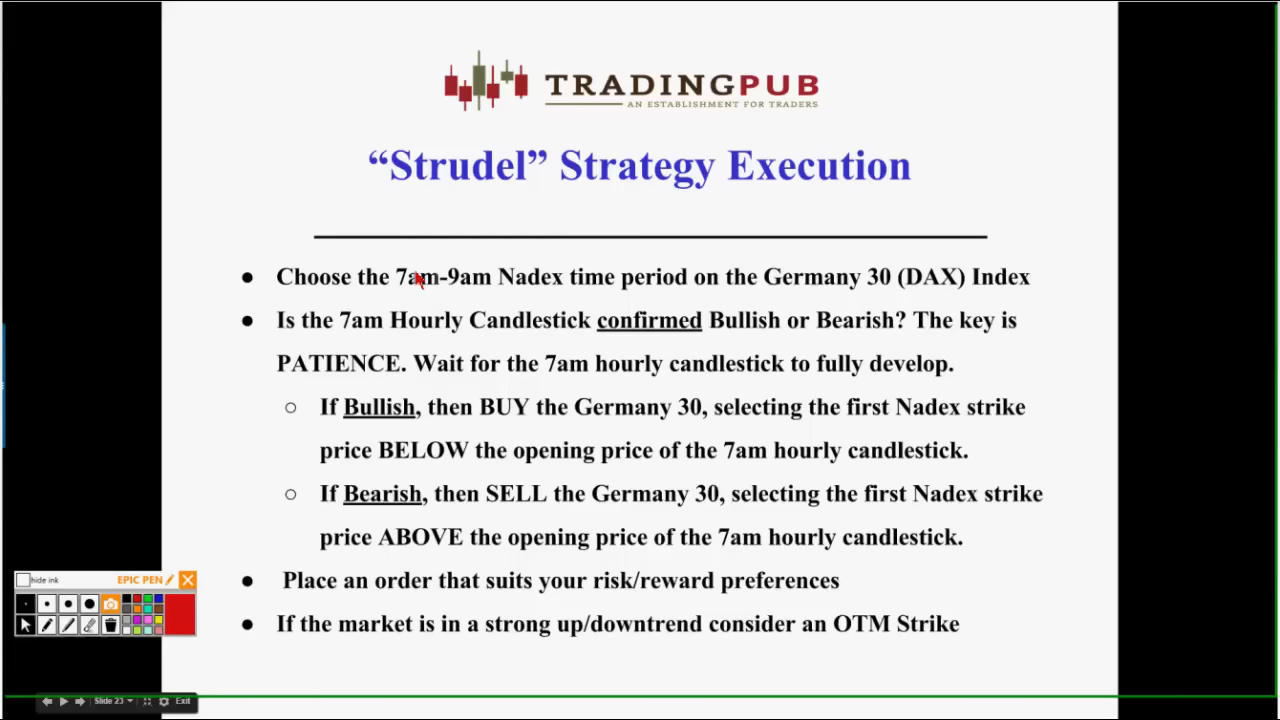 TRADINGPUB
AN ESTABLISHMENT FOR TRADERS
“Strudel” Strategy Execution
● Choose the 7am-9am Nadex time period on the Germany 30 (DAX) Index
● Is the 7am Hourly Candlestick confirmed Bullish or Bearish? The key is
PATIENCE. Wait for the 7am hourly candlestick to fully develop.
○ If Bullish, then BUY the Germany 30, selecting the first Nadex strike
price BELOW the opening price of the 7am hourly candlestick.
○ If Bearish, then SELL the Germany 30, selecting the first Nadex strike
price ABOVE the opening price of the 7am hourly candlestick.
● Place an order that suits your risk/reward preferences
● If the market is in a strong up/downtrend consider an OTM Strike
hide ink EPIC PEN
Slide 23 Exit